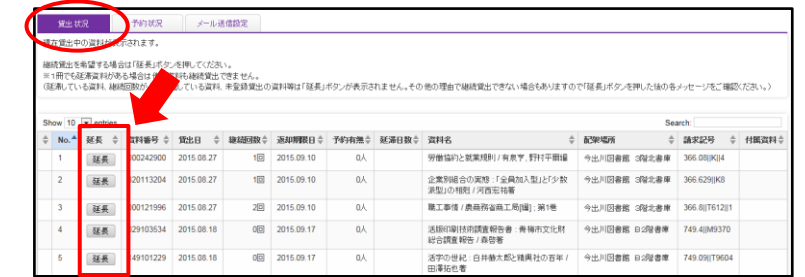 貸出状況 予約状況 メール送信設定
在貸出中の資料が 示されます。
継続貸出を希望する場合は「延長」ボタンを押してください。
※1冊でも延滞資料がある場合は 資料も継続貸出できません。
(延滞している資料、継続回数が している資料、未登録貸出の資料等は「延長」ボタンが表示されません。その他の理由で継続貸出できない場合もありますので「延長」ボタンを押した後の各メッセージをご確認ください。)
Show 10 entries Search:
No. 延長 資料番号 貸出日 継続回数 返却期限日 予約有無 延滞日数 資料名 配架場所 請求記号 付属資料
1 延長 000242900 2015.08.27 1回 2015.09.10 0人 労働協約と就業規則 / 有泉亨, 野村平爾編 今出川図書館 3階北書庫 366.08||K||4
2 延長 020113204 2015.08.27 1回 2015.09.10 0人 企業別組合の実態 : 「全員加入型」と「少数派型」の相剋 / 河西宏祐著 今出川図書館 3階北書庫 366.629||K8
3 延長 000121996 2015.08.27 2回 2015.09.10 0人 職工事情 / 農商務省商工局[編] ; 第1巻 今出川図書館 3階北書庫 366.8||T612||1
4 延長 029103534 2015.08.18 0回 2015.09.17 0人 活版印刷技術調査報告書 : 青梅市文化財総合調査報告 / 森啓著 今出川図書館 B2階書庫 749.4||M9370
5 延長 149101229 2015.08.18 0回 2015.09.17 0人 活字の世紀 : 白井赫太郎と精興社の百年 / 田澤拓也著 今出川図書館 B2階書庫 749.09||T9604